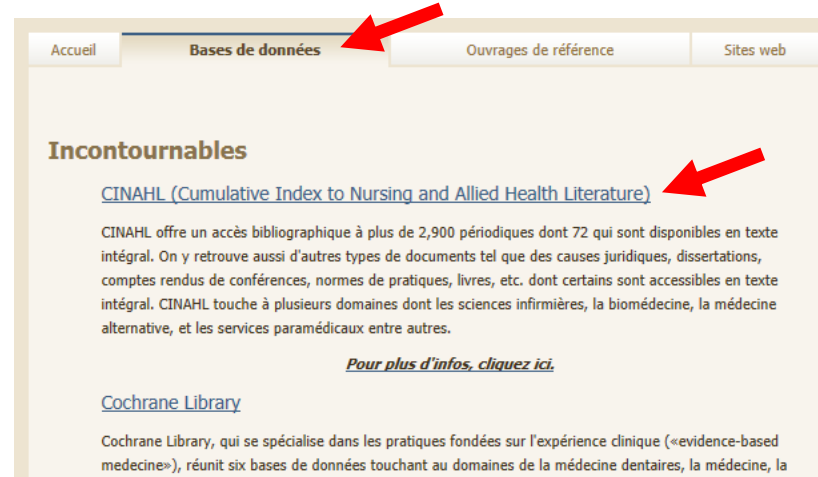 Accueil Bases de données Ouvrages de référence Sites web
Incontournables
CINAHL (Cumulative Index to Nursing and Allied Health Literature)
CINAHL offre un accès bibliographique à plus de 2,900 périodiques dont 72 qui sont disponibles en texte
intégral. On y retrouve aussi d'autres types de documents tel que des causes juridiques, dissertations,
comptes rendus de conférences, normes de pratiques, livres, etc. dont certains sont accessibles en texte
intégral. CINAHL touche à plusieurs domaines dont les sciences infirmières, la biomédecine, la médecine
alternative, et les services paramédicaux entre autres.
Pour plus d'infos, cliquez ici.
Cochrane Library
Cochrane Library, qui se spécialise dans les pratiques fondées sur l'expérience clinique («evidence-based
medecine»), réunit six bases de données touchant au domaines de la médecine dentaires, la médecine, la